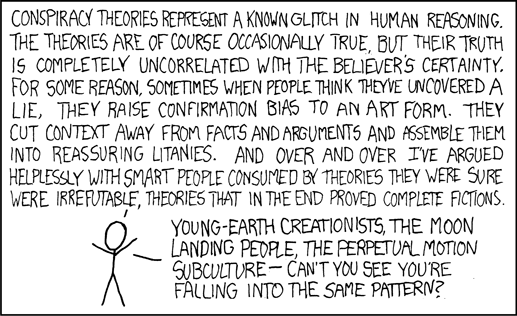 CONSPIRACY THEORIES REPRESENT A KNOWN GLITCH IN HUMAN REASONING.
THE THEORIES ARE OF COURSE OCCASIONALLY TRUE, BUT THEIR TRUTH
IS COMPLETELY UNCORRELATED WITH THE BELIEVER'S CERTAINTY.
FOR SOME REASON, SOMETIMES WHEN PEOPLE THINK THEY'VE UNCOVERED A
LIE, THEY RAISE CONFIRMATION BIAS TO AN ART FORM. THEY
CUT CONTEXT AWAY FROM FACTS AND ARGUMENTS AND ASSEMBLE THEM
INTO REASSURING LITANIES. AND OVER AND OVER I'VE ARGUED
HELPLESSLY WITH SMART PEOPLE CONSUMED BY THEORIES THEY WERE SURE
WERE IRREFUTABLE, THEORIES THAT IN THE END PROVED COMPLETE FICTIONS.
YOUNG-EARTH CREATIONISTS, THE MOON
LANDING PEOPLE, THE PERPETUAL MOTION
SUBCULTURE — CAN'T YOU SEE YOU'RE
FALLING INTO THE SAME PATTERN?